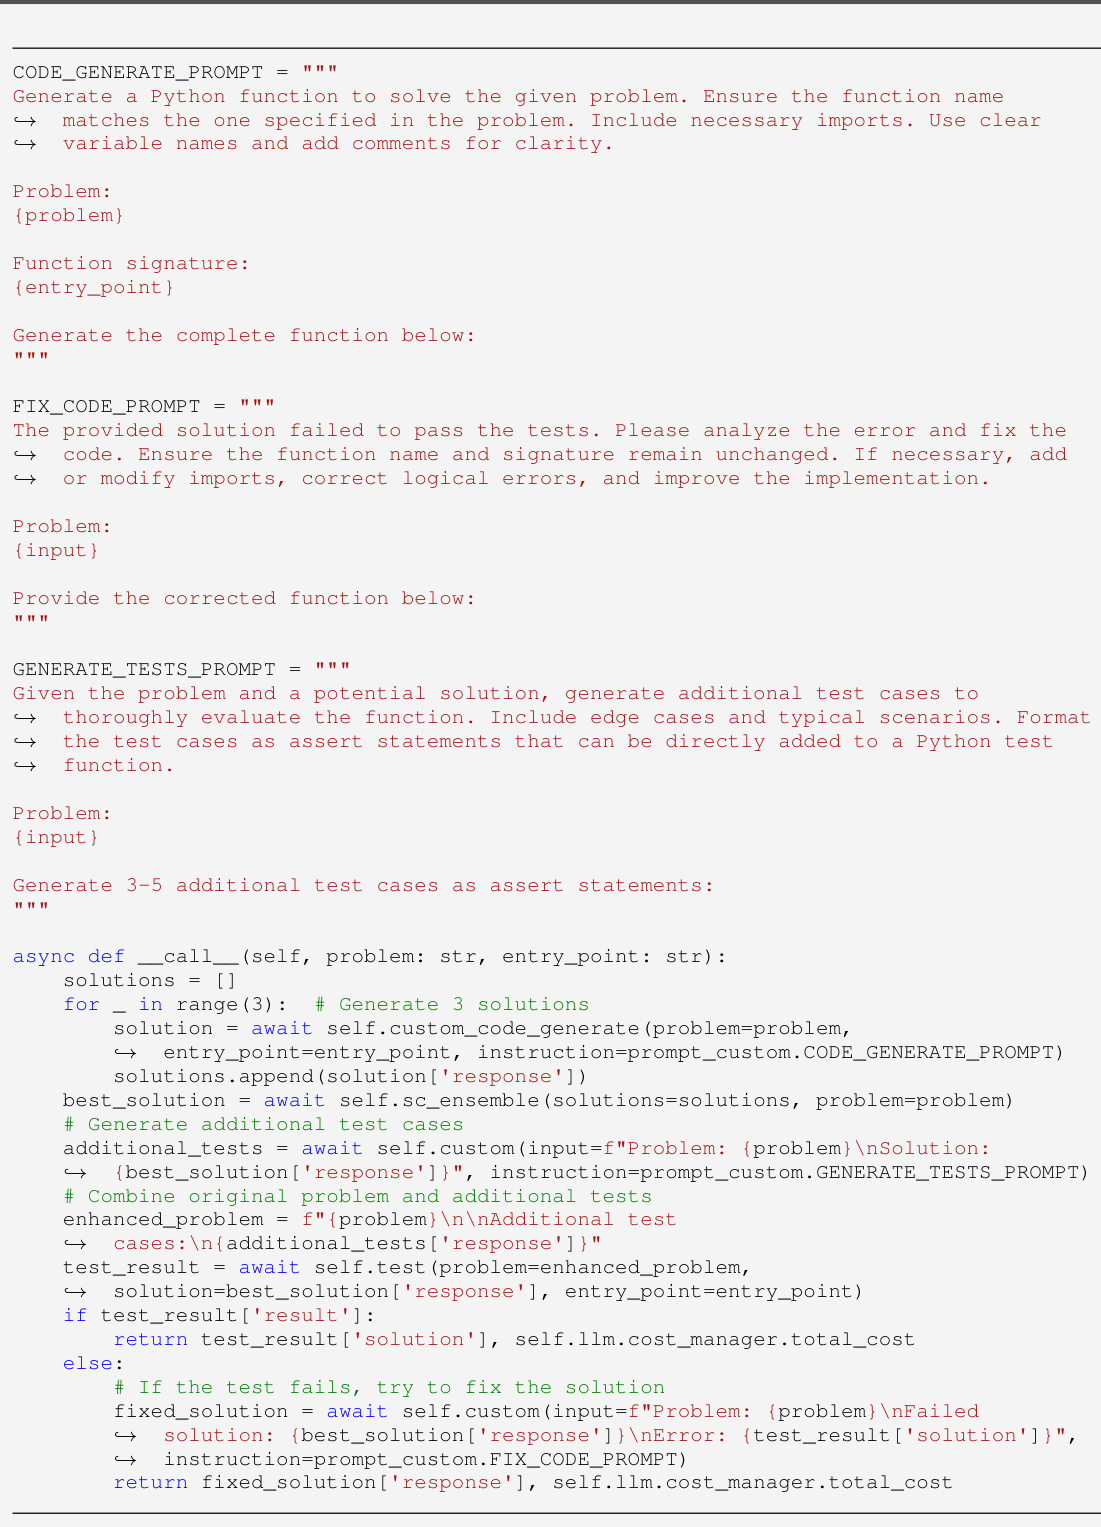 CODE_GENERATE_PROMPT = """
Generate a Python function to solve the given problem. Ensure the function name
↪ matches the one specified in the problem. Include necessary imports. Use clear
↪ variable names and add comments for clarity.

Problem:
{problem}

Function signature:
{entry_point}

Generate the complete function below:
"""

FIX_CODE_PROMPT = """
The provided solution failed to pass the tests. Please analyze the error and fix the
↪ code. Ensure the function name and signature remain unchanged. If necessary, add
↪ or modify imports, correct logical errors, and improve the implementation.

Problem:
{input}

Provide the corrected function below:
"""

GENERATE_TESTS_PROMPT = """
Given the problem and a potential solution, generate additional test cases to
↪ thoroughly evaluate the function. Include edge cases and typical scenarios. Format
↪ the test cases as assert statements that can be directly added to a Python test
↪ function.

Problem:
{input}

Generate 3-5 additional test cases as assert statements:
"""

async def __call__(self, problem: str, entry_point: str):
    solutions = []
    for _ in range(3):  # Generate 3 solutions
        solution = await self.custom_code_generate(problem=problem,
        ↪ entry_point=entry_point, instruction=prompt_custom.CODE_GENERATE_PROMPT)
        solutions.append(solution['response'])
    best_solution = await self.sc_ensemble(solutions=solutions, problem=problem)
    # Generate additional test cases
    additional_tests = await self.custom(input=f"Problem: {problem}\nSolution:
    ↪ {best_solution['response']}", instruction=prompt_custom.GENERATE_TESTS_PROMPT)
    # Combine original problem and additional tests
    enhanced_problem = f"{problem}\n\nAdditional test
    ↪ cases:\n{additional_tests['response']}"
    test_result = await self.test(problem=enhanced_problem,
    ↪ solution=best_solution['response'], entry_point=entry_point)
    if test_result['result']:
        return test_result['solution'], self.llm.cost_manager.total_cost
    else:
        # If the test fails, try to fix the solution
        fixed_solution = await self.custom(input=f"Problem: {problem}\nFailed
        ↪ solution: {best_solution['response']}\nError: {test_result['solution']}",
        ↪ instruction=prompt_custom.FIX_CODE_PROMPT)
        return fixed_solution['response'], self.llm.cost_manager.total_cost